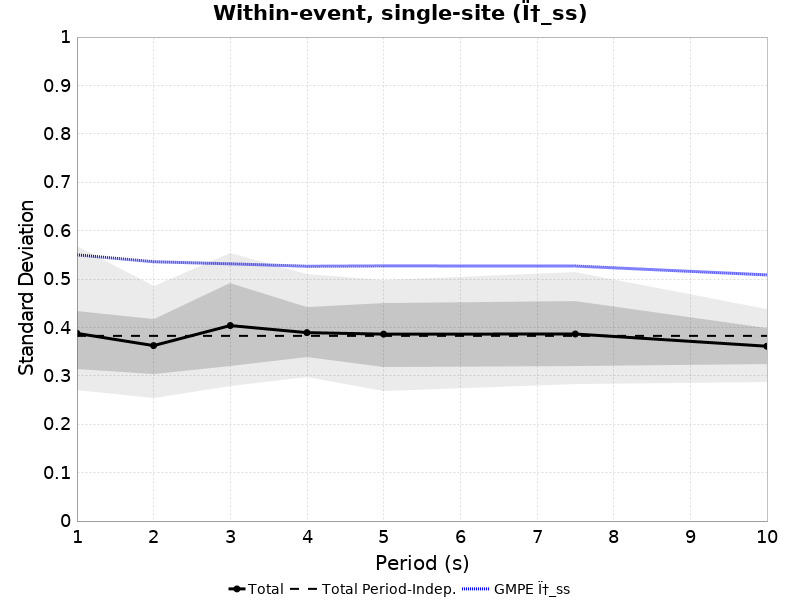 Within-event, single-site (Ï†_ss)
1
0.9
0.8
0.7
0.6
0.5
0.4
0.3
0.2
0.1
0
Standard Deviation
1 2 3 4 5 6 7 8 9 10
Period (s)
Total Total Period-Indep. GMPE Ï†_ss